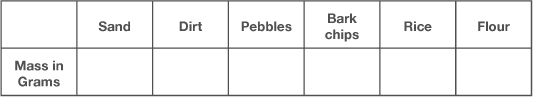 Sand Dirt Pebbles Bark chips Rice Flour
Mass in
Grams